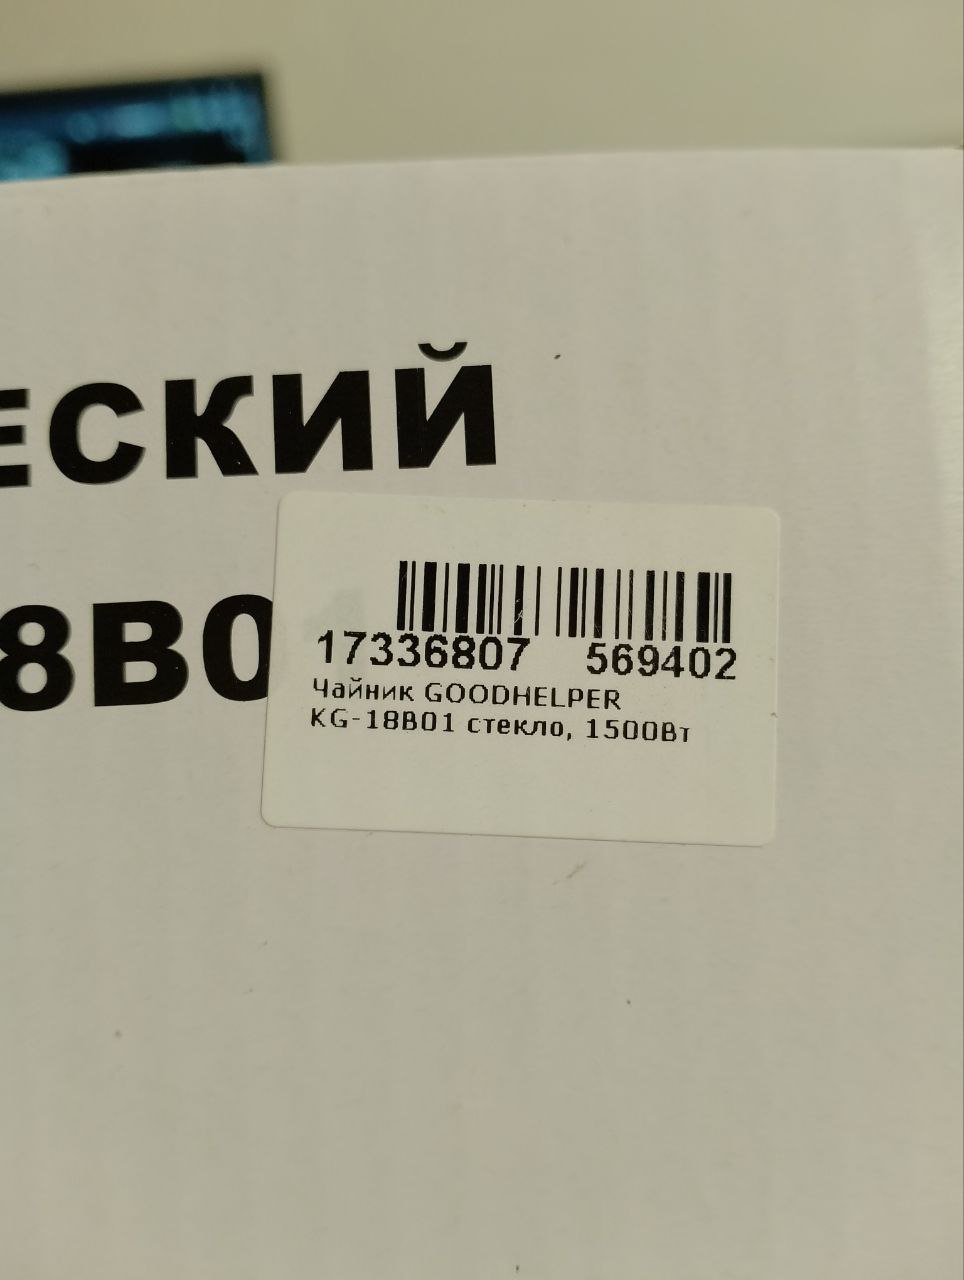 ЕСКИЙ
8B0
17336807 569402
Чайник GOODHELPER
KG-18B01 стекло, 1500Вт